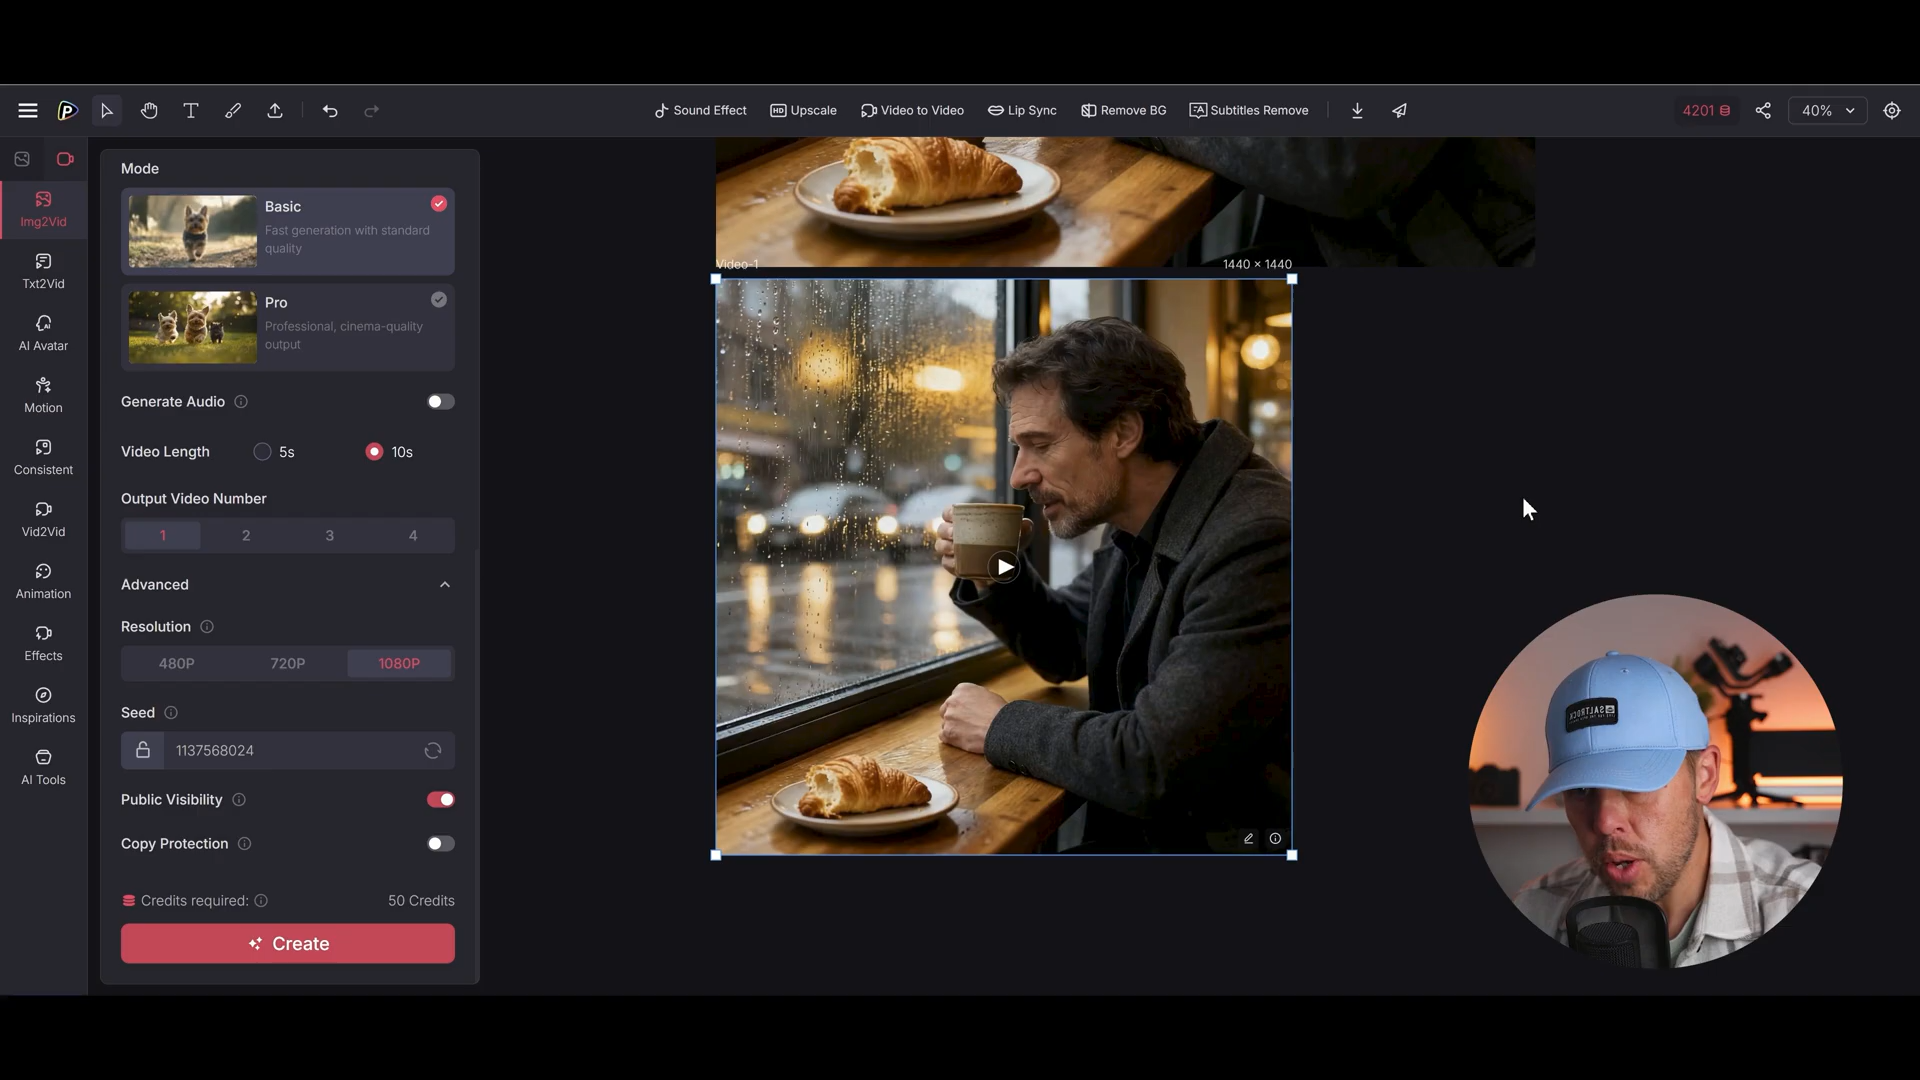 Sound Effect
HD Upscale
Video to Video
Lip Sync
Remove BG
Subtitles Remove
4201
40%
Img2Vid
Txt2Vid
AI Avatar
Motion
Consistent
Vid2Vid
Animation
Effects
Inspirations
AI Tools
Mode
Basic
Fast generation with standard
quality
Pro
Professional, cinema-quality
output
Generate Audio
Video Length
5s
10s
Output Video Number
1
2
3
4
Advanced
Resolution
480P
720P
1080P
Seed
1137568024
Public Visibility
Copy Protection
Credits required:
50 Credits
Create
Video-1
1440 × 1440
SALTROCK